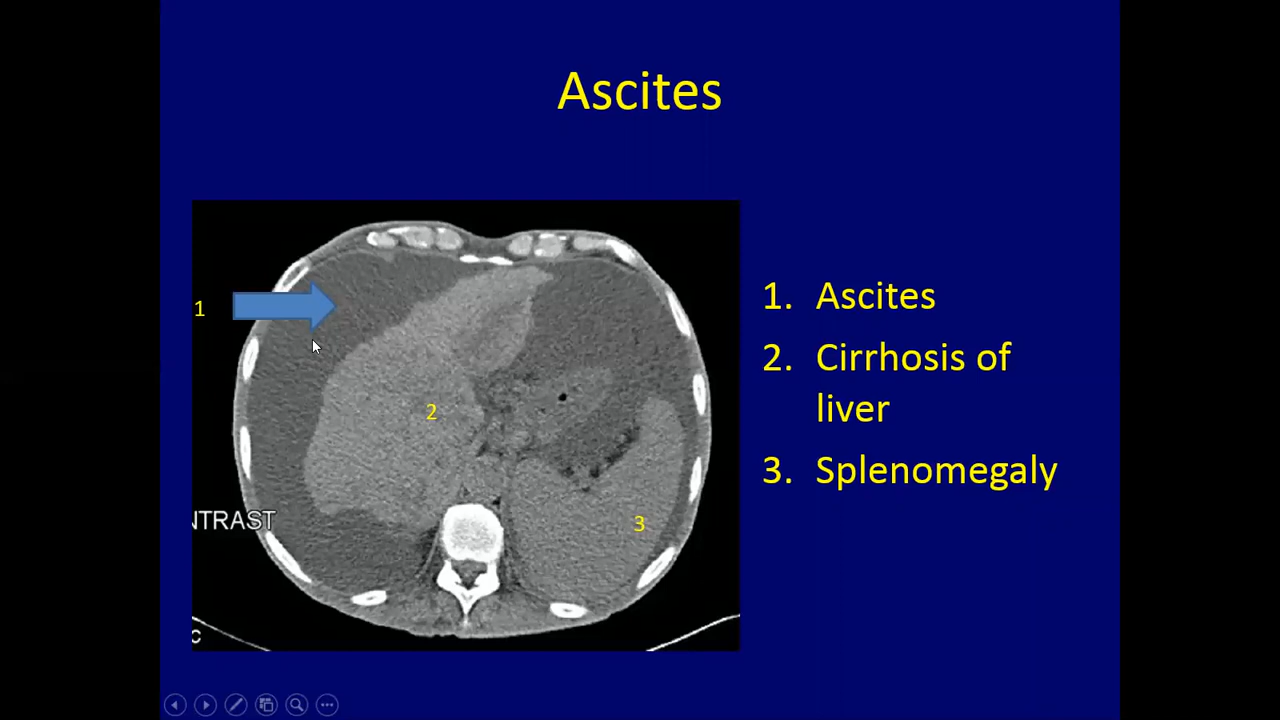 Ascites
1
2
3
NTRAST
C
1. Ascites
2. Cirrhosis of
liver
3. Splenomegaly